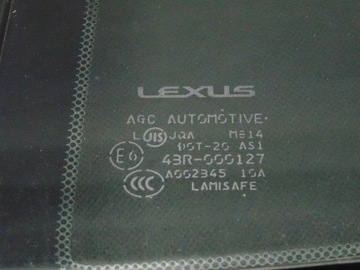 LEXUS
AGC AUTOMOTIVE
L JIS JQA M814
DOT-20 AS1
E6 43R-000127
CCC A002345 10A
LAMISAFE